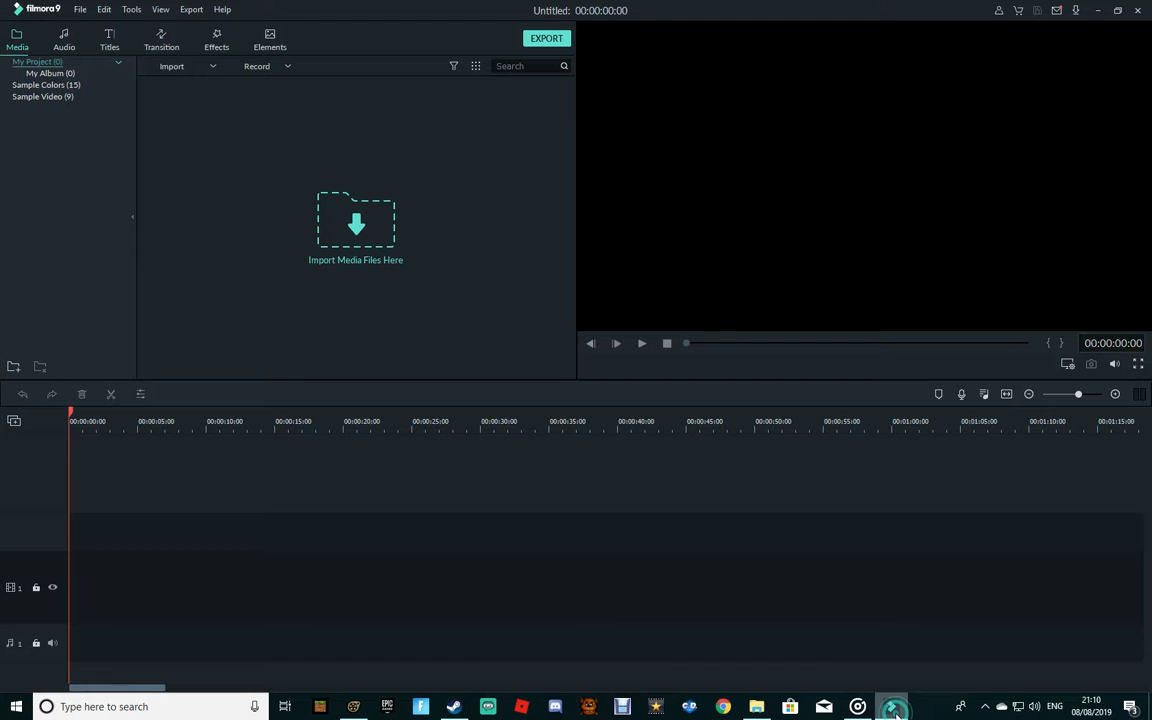 filmora9 File Edit Tools View Export Help Untitled: 00:00:00:00
Media Audio Titles Transition Effects Elements EXPORT
My Project (0) Import Record Search
My Album (0)
Sample Colors (15)
Sample Video (9)
Import Media Files Here
00:00:00:00
00:00:00:00 00:00:05:00 00:00:10:00 00:00:15:00 00:00:20:00 00:00:25:00 00:00:30:00 00:00:35:00 00:00:40:00 00:00:45:00 00:00:50:00 00:00:55:00 00:01:00:00 00:01:05:00 00:01:10:00 00:01:15:00
1
1
Type here to search EPIC GAMES C.D. ENG 21:10
08/08/2019 3